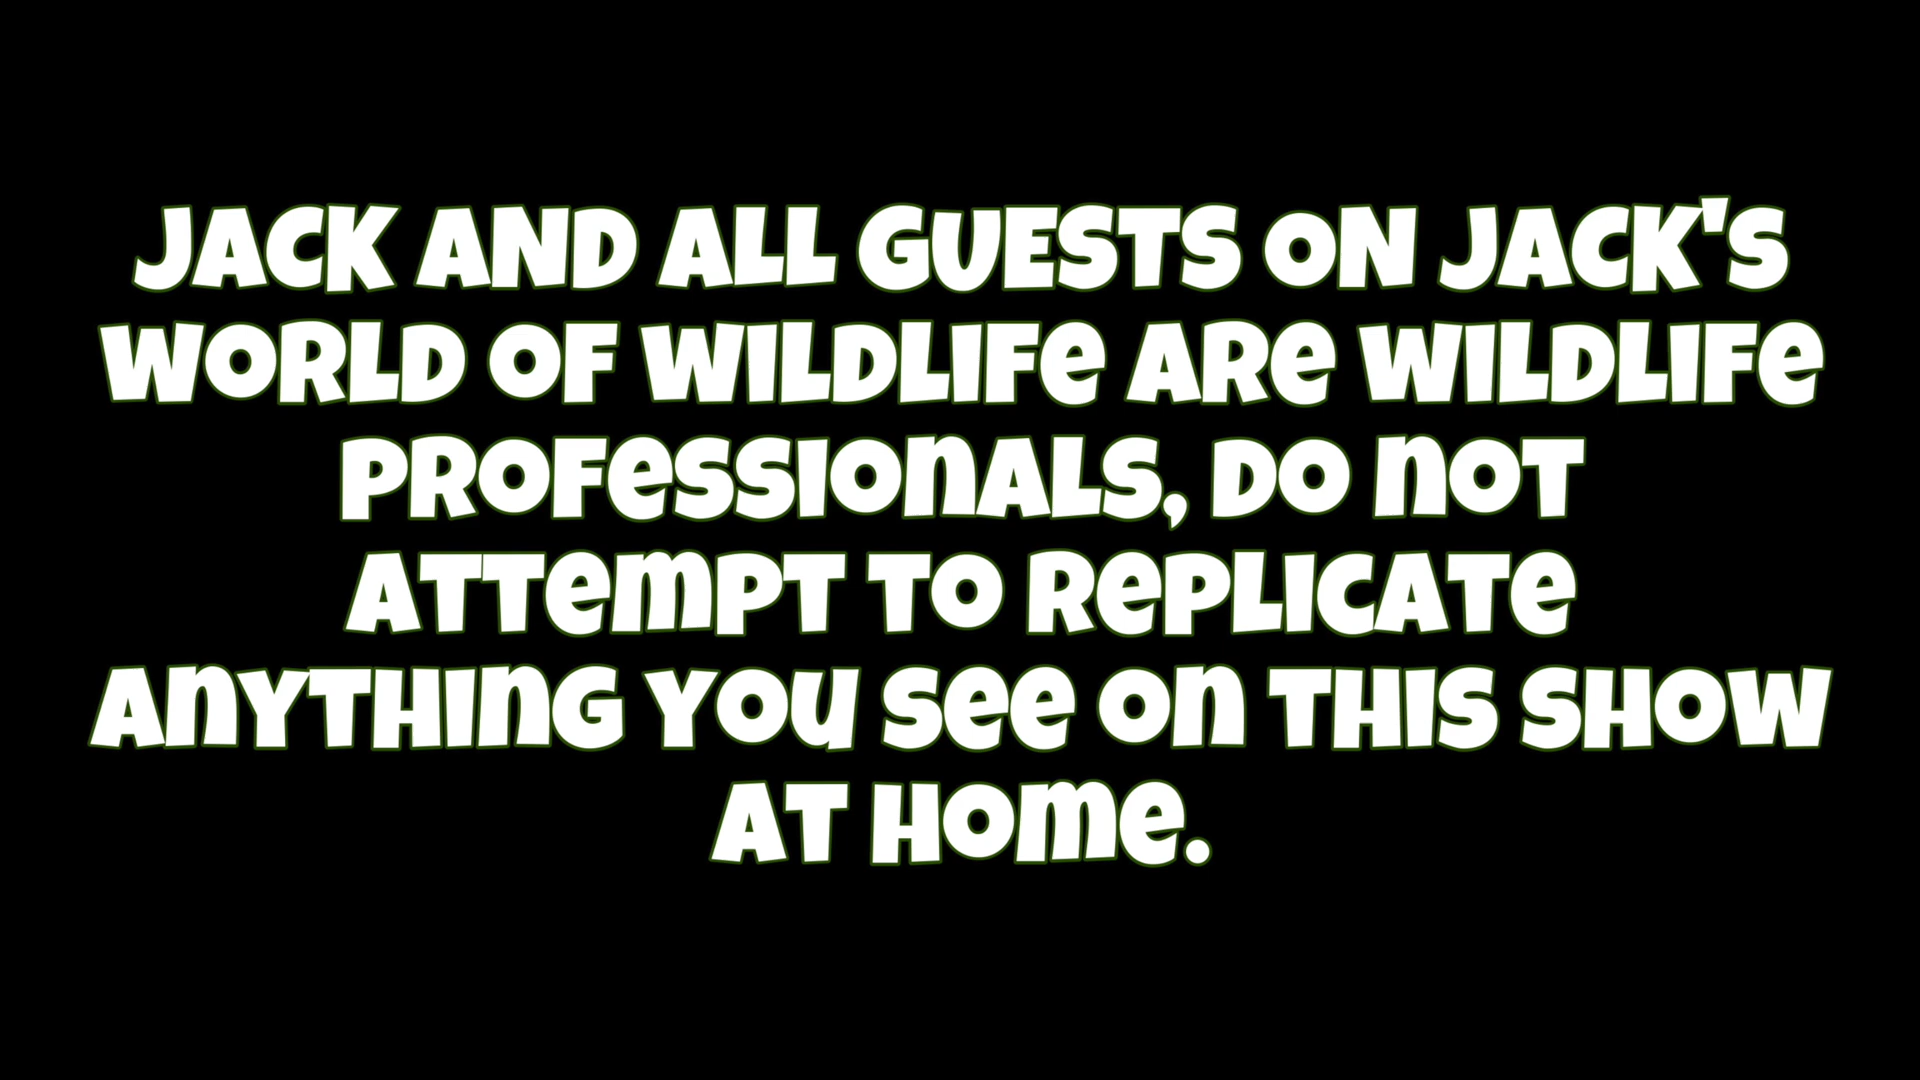 JACK AND ALL GUESTS ON JACK'S
WORLD OF WILDLIFE ARE WILDLIFE
PROFESSIONALS, DO NOT
ATTEMPT TO REPLICATE
ANYTHING YOU SEE ON THIS SHOW
AT HOME.